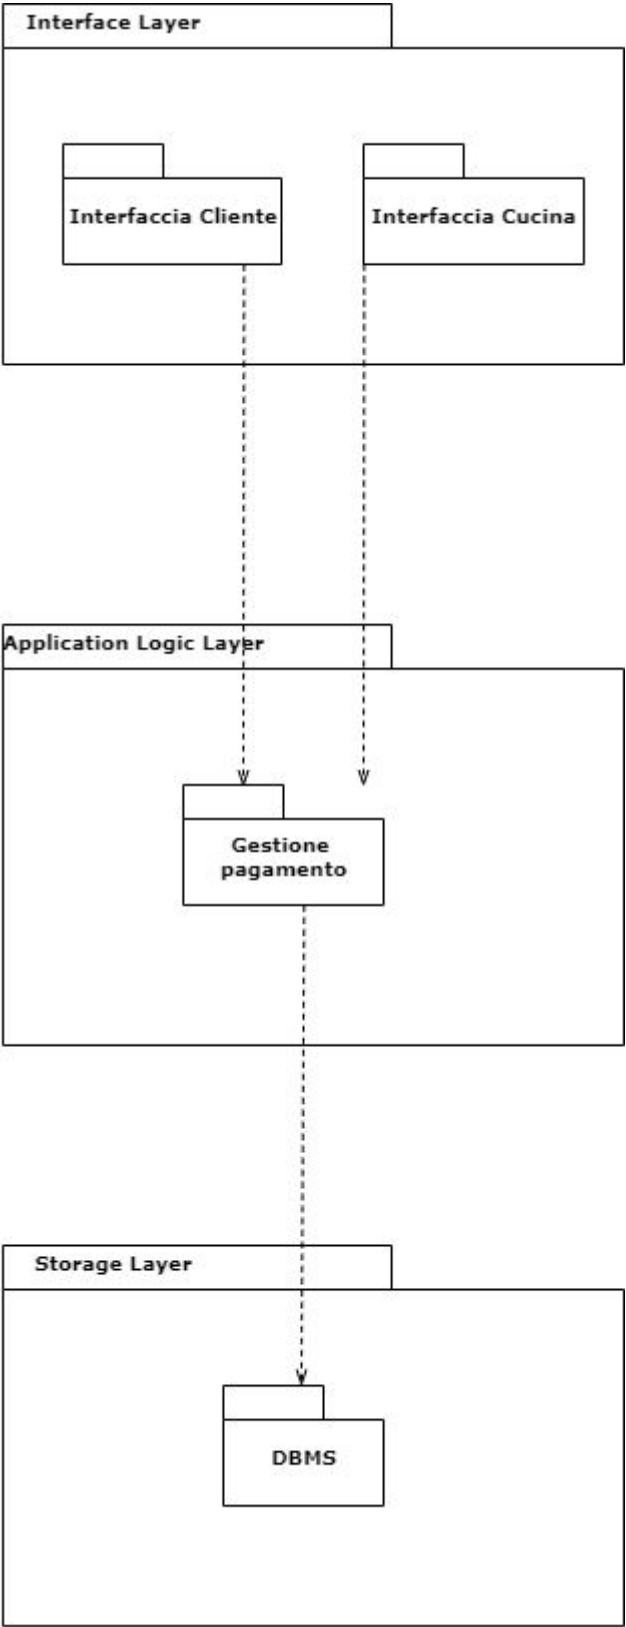 Interface Layer
Interfaccia Cliente
Interfaccia Cucina
Application Logic Layer
Gestione
pagamento
Storage Layer
DBMS